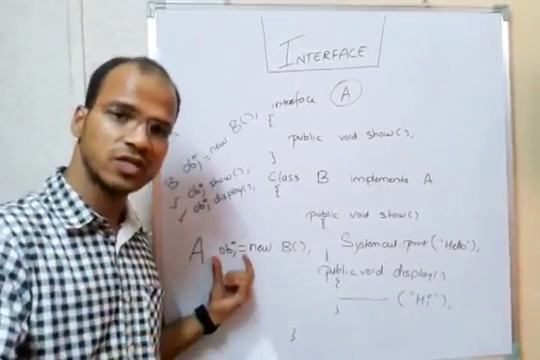 INTERFACE
interface A
{
public void show();
}
Class B implements A
{
public void show()
{
System.out.print("Hello");
}
public void display()
{
("Hi");
}
}
B obj = new B();
✓ obj.show();
✓ obj.display();
A obj = new B();